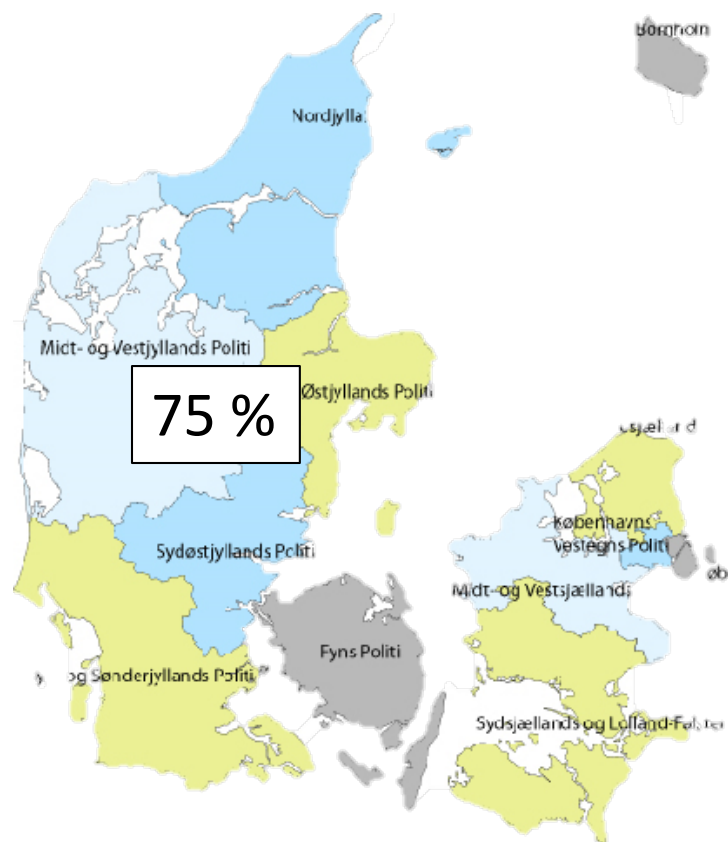 Bornholm
Nordjylla
Midt- og Vestjyllands Politi
Østjyllands Politi
75 %
Københavns
Vestegns Politi
Sydøstjyllands Politi
øb
Midt- og Vestsjællands
Fyns Politi
og Sønderjyllands Politi
Sydsjællands og Lolland-Falster